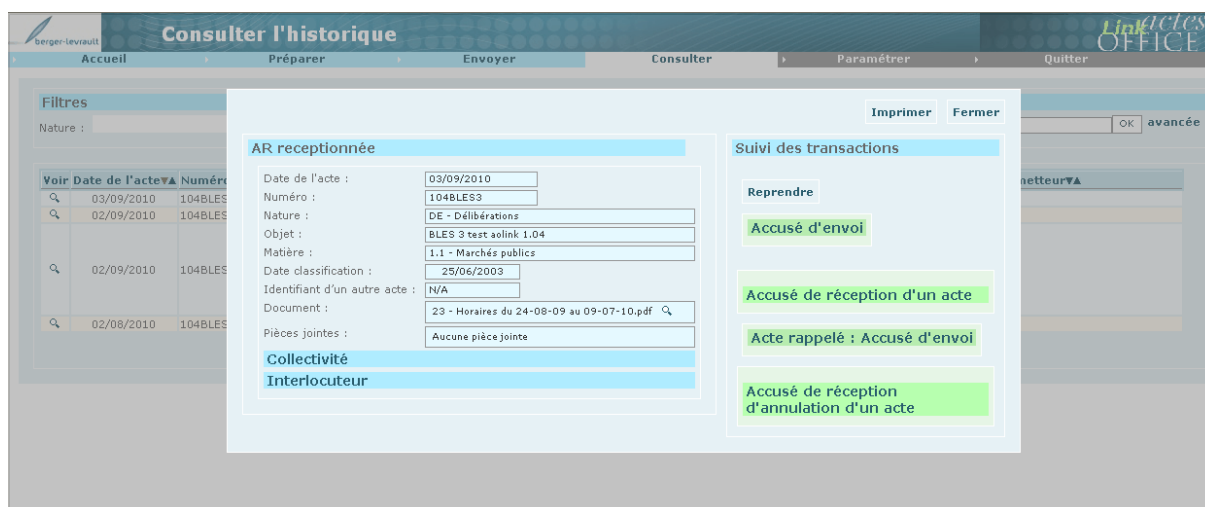 berger-levrault
Consulter l'historique
Linkactes
OFFICE
Accueil Préparer Envoyer Consulter Paramétrer Quitter
Filtres
Nature :
OK avancée
Imprimer Fermer
AR receptionnée
Date de l'acte : 03/09/2010
Numéro : 104BLES3
Nature : DE - Délibérations
Objet : BLES 3 test aolink 1.04
Matière : 1.1 - Marchés publics
Date classification : 25/06/2003
Identifiant d'un autre acte : N/A
Document : 23 - Horaires du 24-08-09 au 09-07-10.pdf
Pièces jointes : Aucune pièce jointe
Collectivité
Interlocuteur
Suivi des transactions
Reprendre
Accusé d'envoi
Accusé de réception d'un acte
Acte rappelé : Accusé d'envoi
Accusé de réception
d'annulation d'un acte
Voir Date de l'acte▼▲ Numéro
03/09/2010 104BLES
02/09/2010 104BLES
02/09/2010 104BLES
02/08/2010 104BLES
metteur▼▲